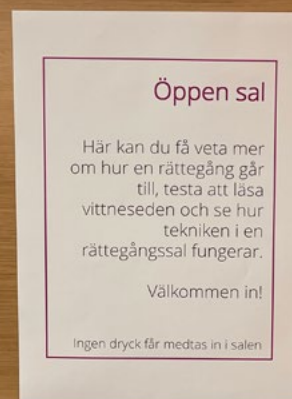 Öppen sal
Här kan du få veta mer
om hur en rättegång går
till, testa att läsa
vittneseden och se hur
tekniken i en
rättegångssal fungerar.
Välkommen in!
Ingen dryck får medtas in i salen